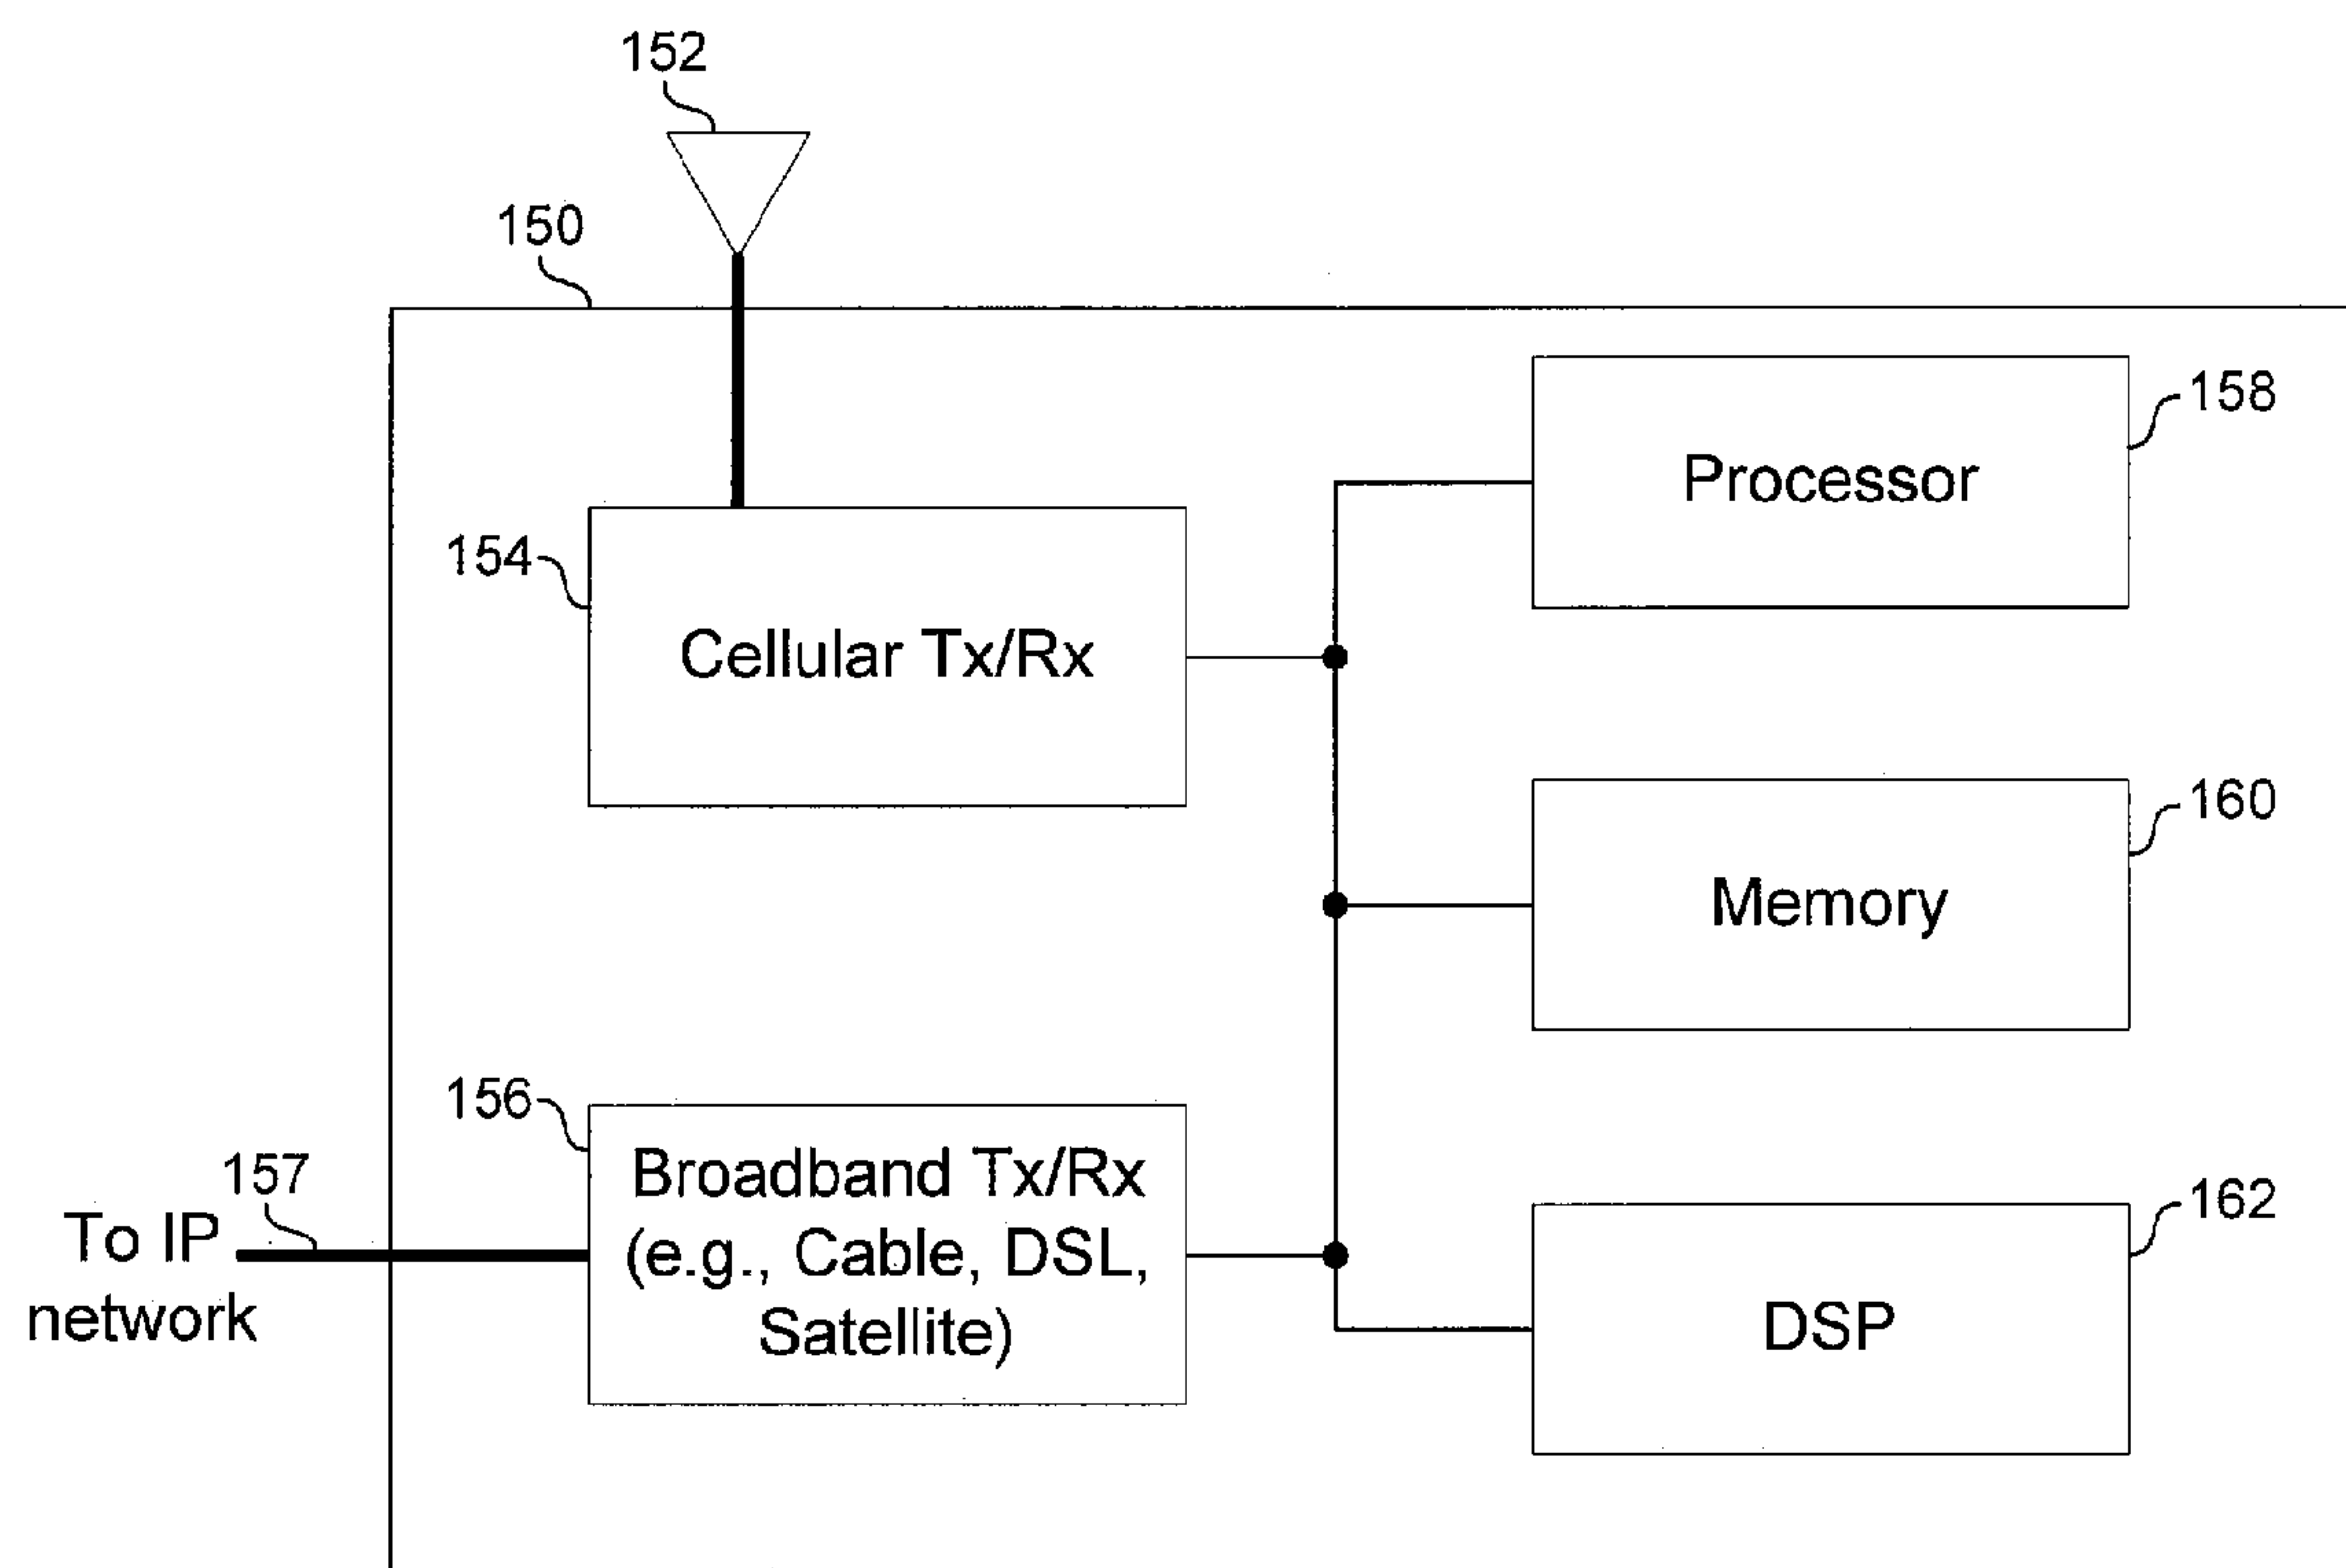 152
150
158
Processor
154
Cellular Tx/Rx
160
Memory
156
Broadband Tx/Rx
(e.g., Cable, DSL,
Satellite)
157
To IP
network
162
DSP